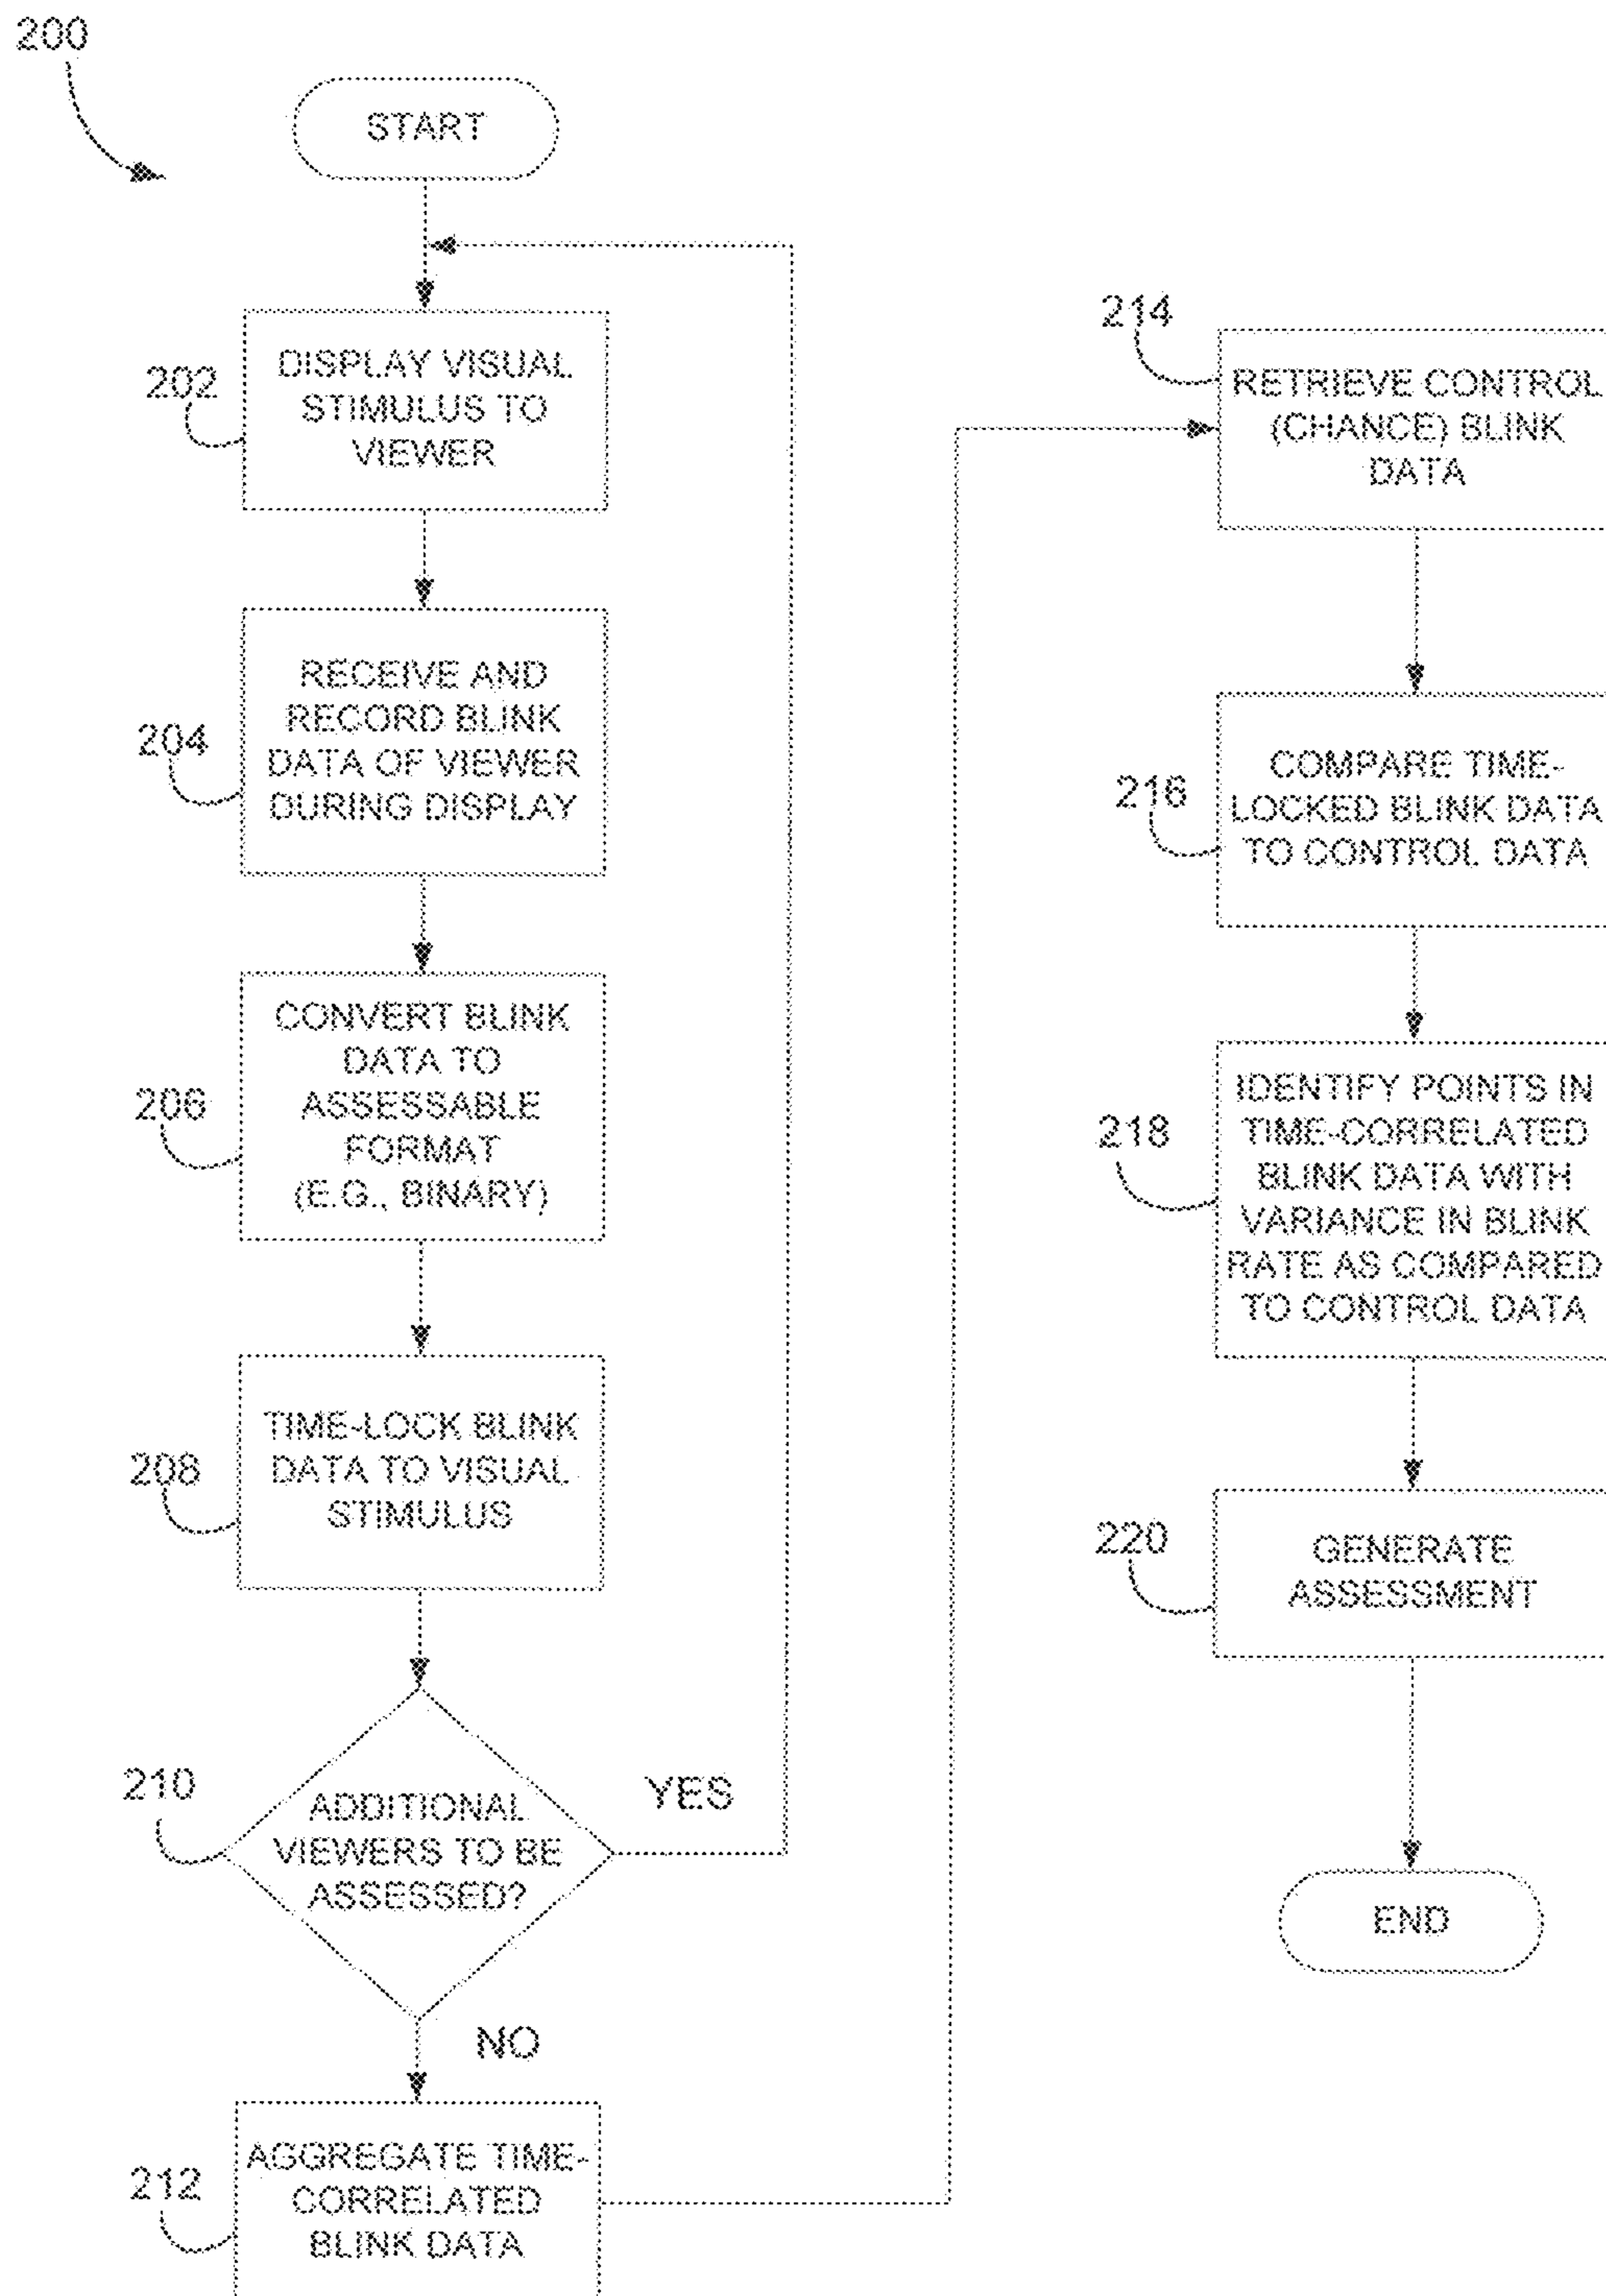 200
START
202
DISPLAY VISUAL
STIMULUS TO
VIEWER
204
RECEIVE AND
RECORD BLINK
DATA OF VIEWER
DURING DISPLAY
206
CONVERT BLINK
DATA TO
ASSESSABLE
FORMAT
(E.G., BINARY)
208
TIME-LOCK BLINK
DATA TO VISUAL
STIMULUS
210
ADDITIONAL
VIEWERS TO BE
ASSESSED?
YES
NO
212
AGGREGATE TIME-
CORRELATED
BLINK DATA
214
RETRIEVE CONTROL
(CHANCE) BLINK
DATA
216
COMPARE TIME-
LOCKED BLINK DATA
TO CONTROL DATA
218
IDENTIFY POINTS IN
TIME-CORRELATED
BLINK DATA WITH
VARIANCE IN BLINK
RATE AS COMPARED
TO CONTROL DATA
220
GENERATE
ASSESSMENT
END